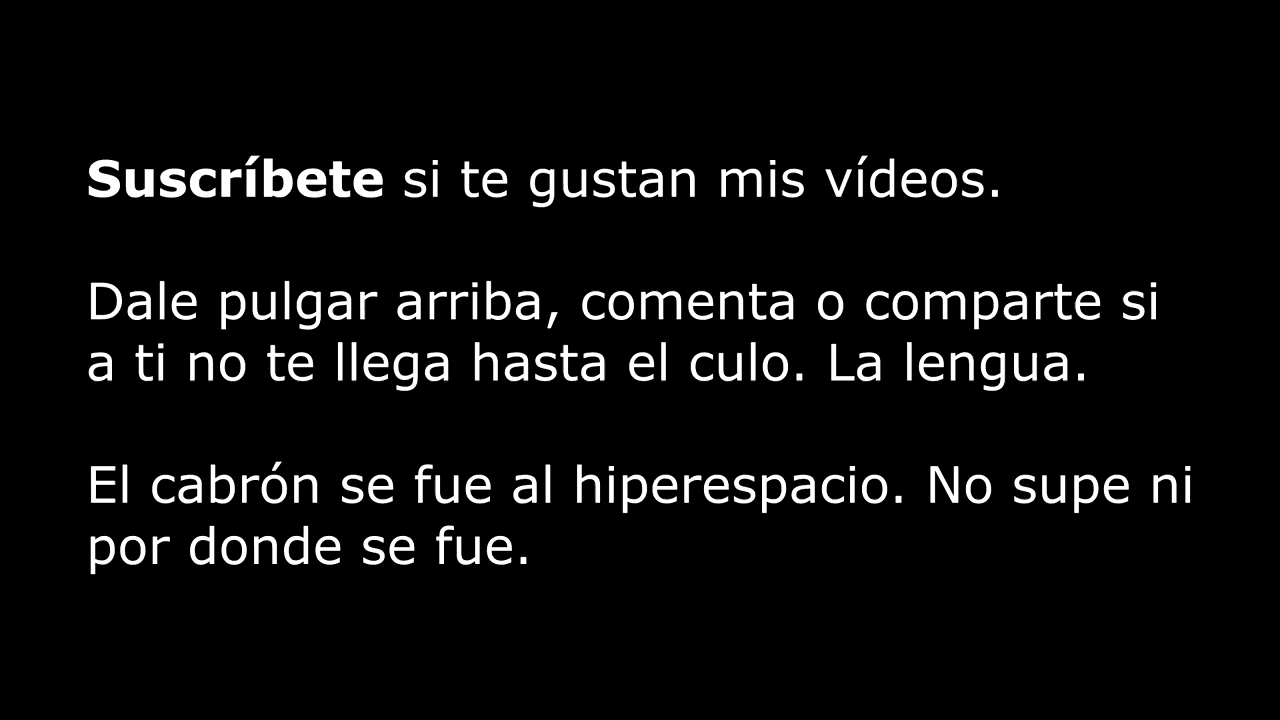 Suscríbete si te gustan mis vídeos.
Dale pulgar arriba, comenta o comparte si
a ti no te llega hasta el culo. La lengua.
El cabrón se fue al hiperespacio. No supe ni
por donde se fue.